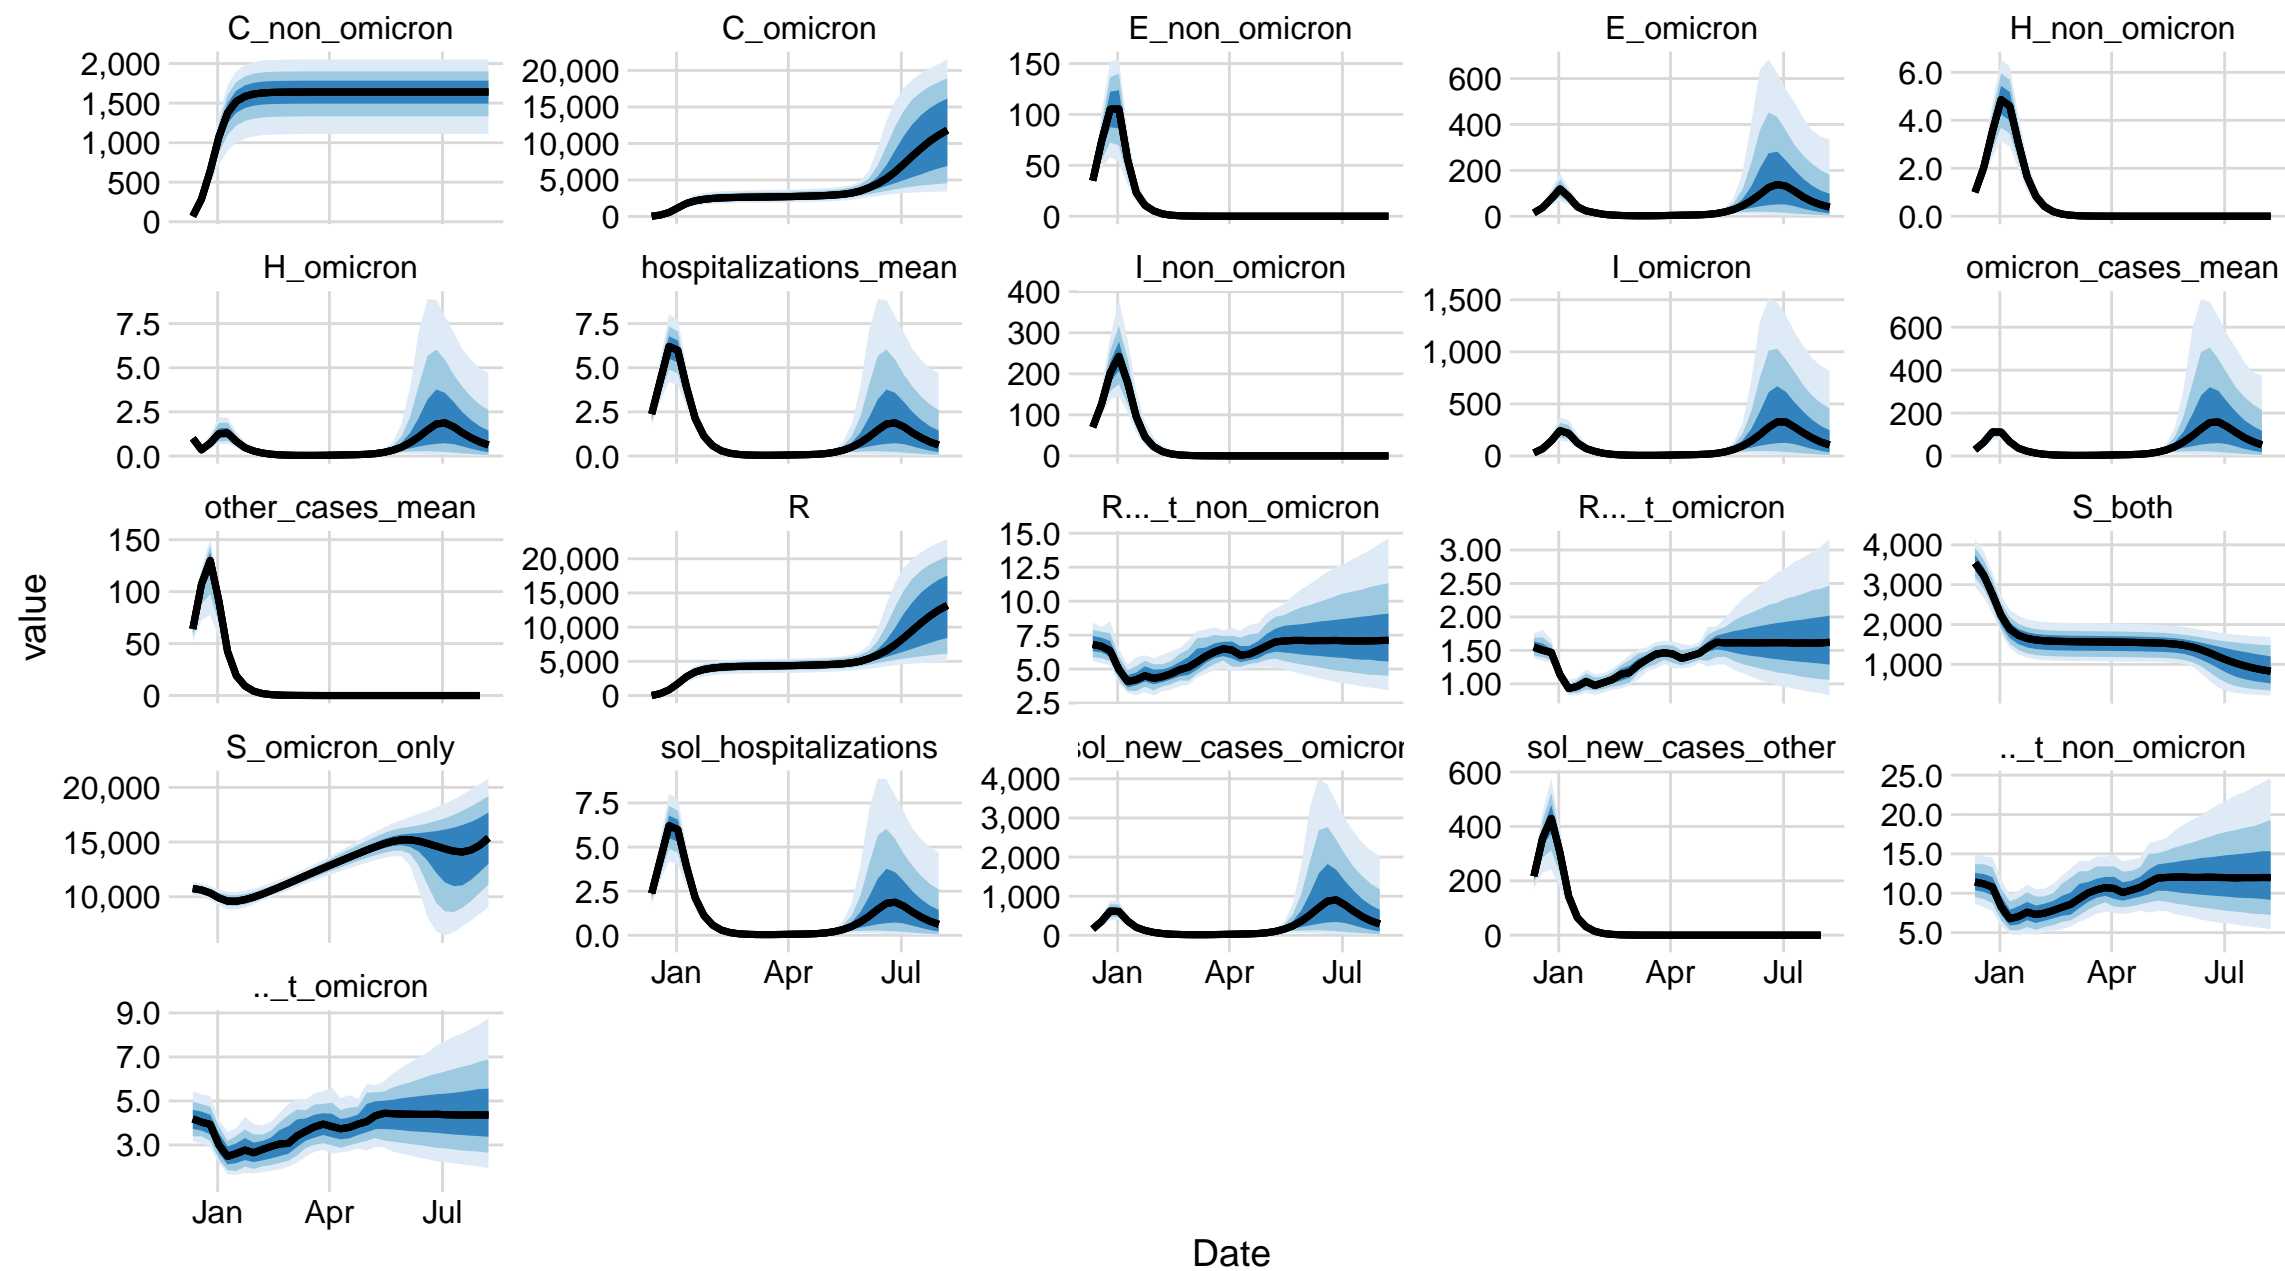 C_non_omicron C_omicron E_non_omicron E_omicron H_non_omicron
2,000 1,500 1,000 500 0
20,000 15,000 10,000 5,000 0
150 100 50 0
600 400 200 0
6.0 4.0 2.0 0.0
H_omicron hospitalizations_mean I_non_omicron I_omicron omicron_cases_mean
7.5 5.0 2.5 0.0
7.5 5.0 2.5 0.0
400 300 200 100 0
1,500 1,000 500 0
600 400 200 0
other_cases_mean R R..._t_non_omicron R..._t_omicron S_both
150 100 50 0
20,000 15,000 10,000 5,000 0
15.0 12.5 10.0 7.5 5.0 2.5
3.00 2.50 2.00 1.50 1.00
4,000 3,000 2,000 1,000
value
S_omicron_only sol_hospitalizations sol_new_cases_omicron sol_new_cases_other .._t_non_omicron
20,000 15,000 10,000
7.5 5.0 2.5 0.0
4,000 3,000 2,000 1,000 0
600 400 200 0
25.0 20.0 15.0 10.0 5.0
Jan Apr Jul Jan Apr Jul Jan Apr Jul Jan Apr Jul
.._t_omicron
9.0 7.0 5.0 3.0
Jan Apr Jul
Date